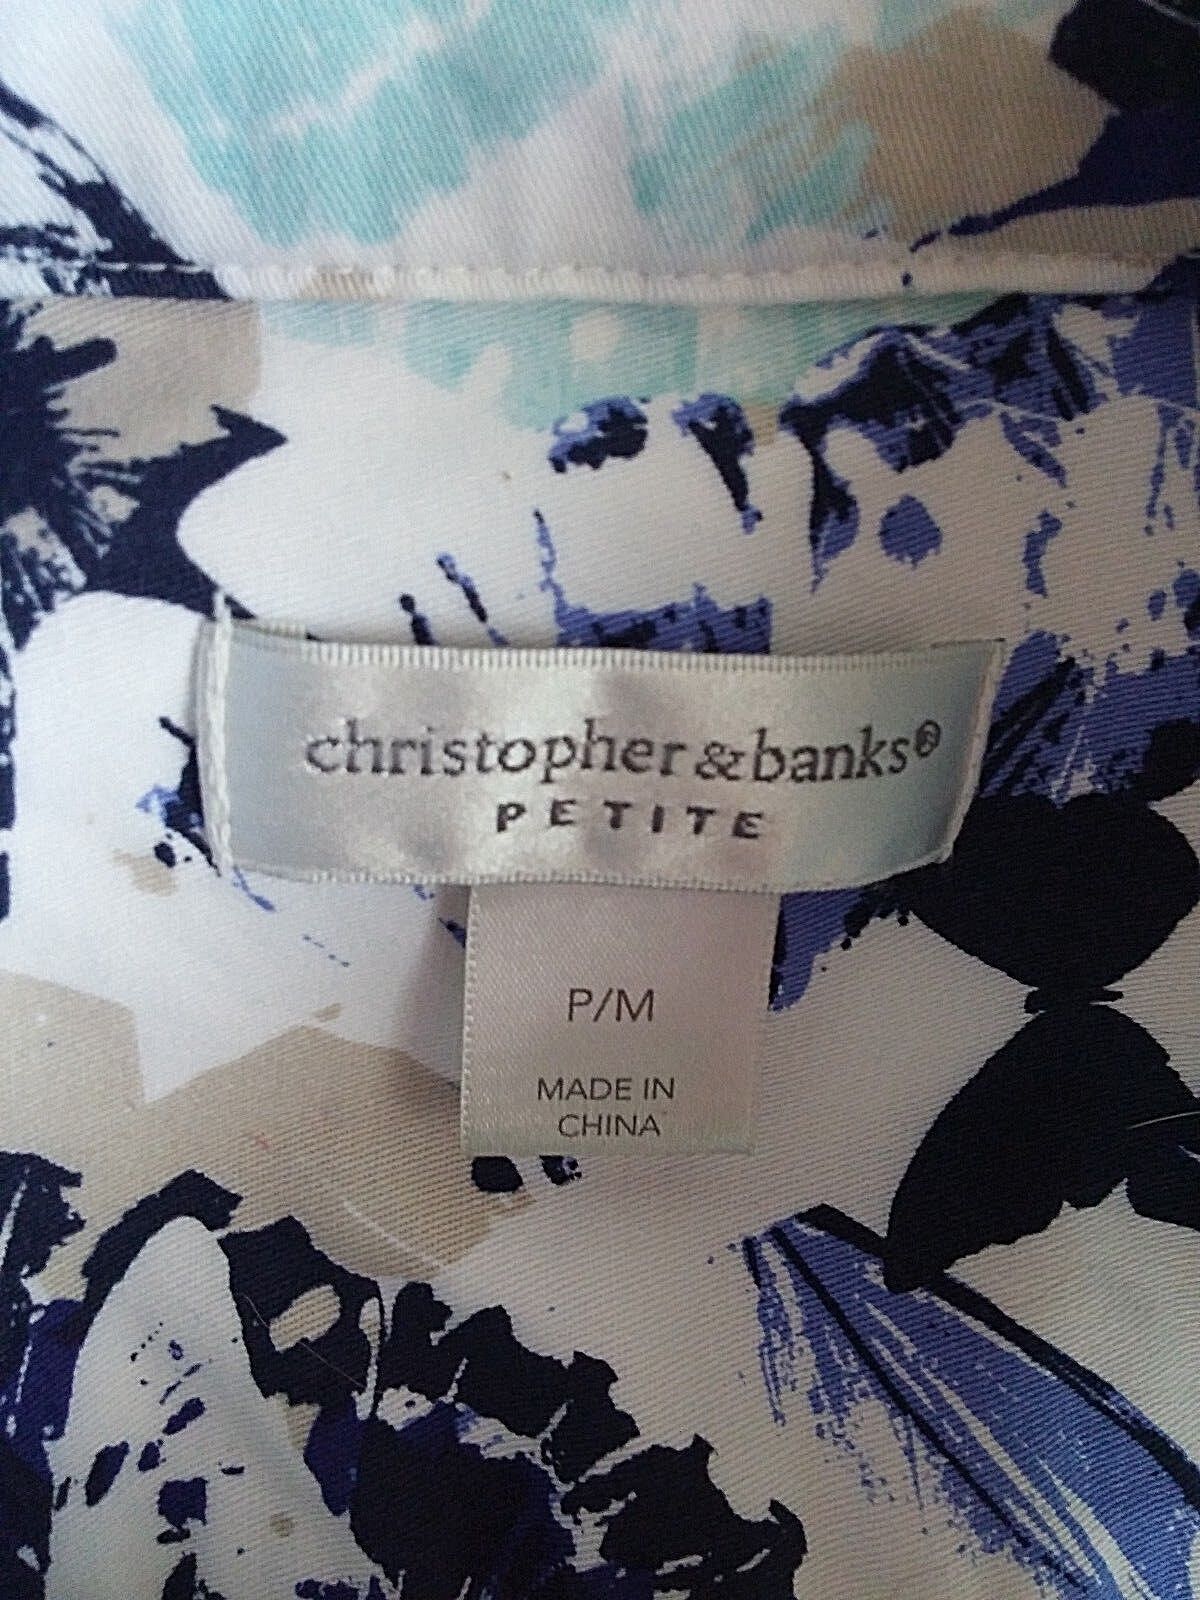 christopher & banks®
PETITE
P/M
MADE IN
CHINA